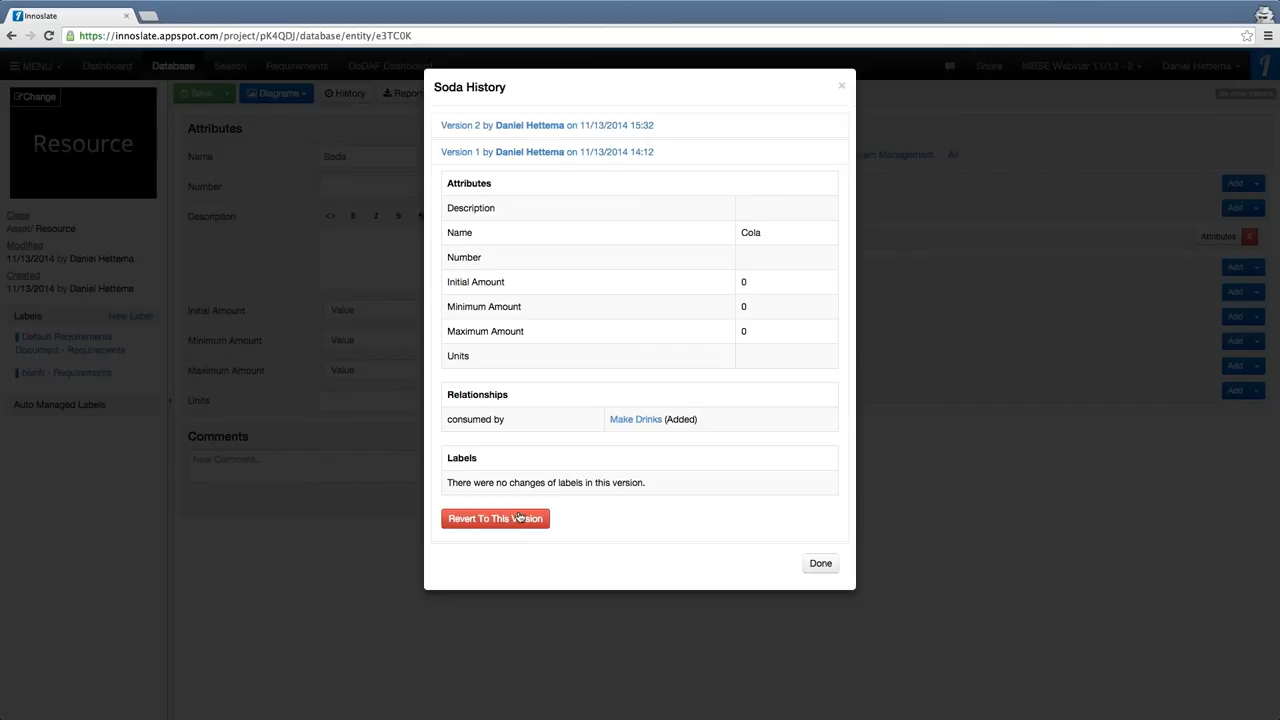 Innoslate
https://innoslate.appspot.com/project/pK4QDJ/database/entity/e3TC0K
MENU Dashboard Database Search Requirements DoDAF Dashboard Share MBSE Webinar 11/13 - 2 Daniel Hettema
Change
Resource
Save Diagrams History Report
Class
Asset/ Resource
Modified
11/13/2014 by Daniel Hettema
Created
11/13/2014 by Daniel Hettema
Labels New Label
Default Requirements
Document - Requirements
blank - Requirements
Auto Managed Labels
Attributes
Name Soda
Number
Description <> B I S
Initial Amount Value
Minimum Amount Value
Maximum Amount Value
Units
Comments
New Comment...
Soda History ×
Version 2 by Daniel Hettema on 11/13/2014 15:32
Version 1 by Daniel Hettema on 11/13/2014 14:12
Attributes
Description
Name Cola
Number
Initial Amount 0
Minimum Amount 0
Maximum Amount 0
Units
Relationships
consumed by Make Drinks (Added)
Labels
There were no changes of labels in this version.
Revert To This Version
Done
Management All
Add
Add
Attributes X
Add
Add
Add
Add
Add
Add